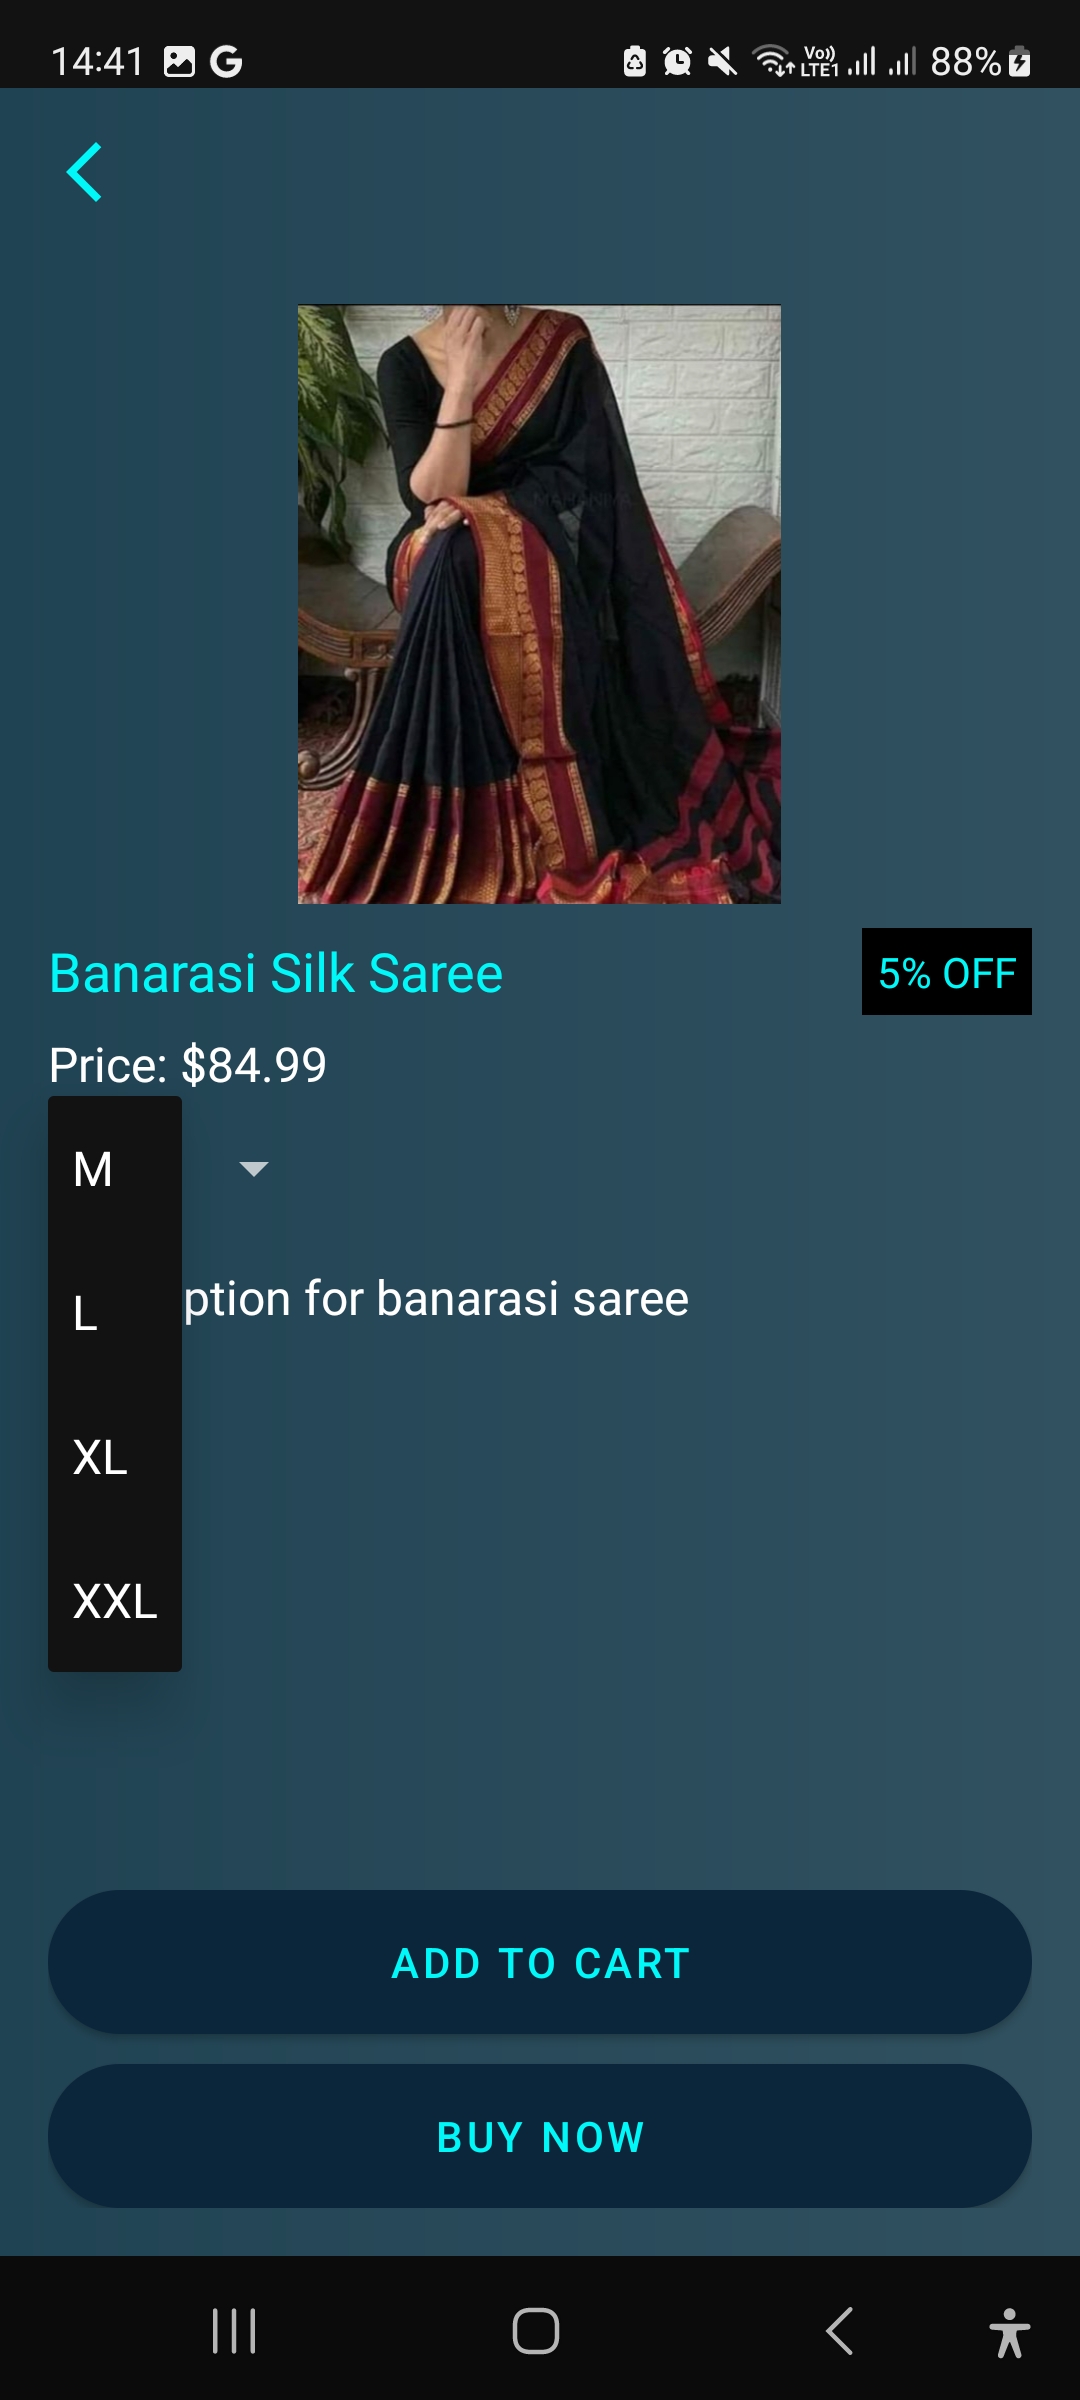 14:41 G Vo)) LTE1 88%
Banarasi Silk Saree 5% OFF
Price: $84.99
M
L
ption for banarasi saree
XL
XXL
ADD TO CART
BUY NOW